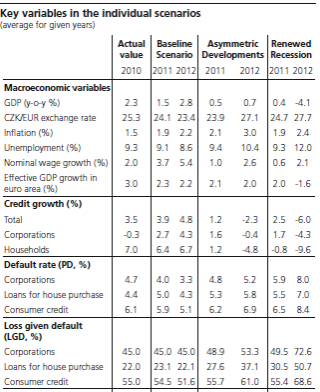 Key variables in the individual scenarios
(average for given years)
Actual value Baseline Scenario Asymmetric Developments Renewed Recession
2010 2011 2012 2011 2012 2011 2012
Macroeconomic variables
GDP (y-o-y %) 2.3 1.5 2.8 0.5 0.7 0.4 -4.1
CZK/EUR exchange rate 25.3 24.1 23.4 23.9 27.1 24.7 27.7
Inflation (%) 1.5 1.9 2.2 2.1 3.0 1.9 2.4
Unemployment (%) 9.3 9.1 8.6 9.4 10.4 9.3 12.0
Nominal wage growth (%) 2.0 3.7 5.4 1.0 2.6 0.6 2.1
Effective GDP growth in
euro area (%) 3.0 2.3 2.2 2.1 2.0 2.0 -1.6
Credit growth (%)
Total 3.5 3.9 4.8 1.2 -2.3 2.5 -6.0
Corporations -0.3 2.7 4.3 1.6 -0.4 1.7 -4.3
Households 7.0 6.4 6.7 1.2 -4.8 -0.8 -9.6
Default rate (PD, %)
Corporations 4.7 4.0 3.3 4.8 5.2 5.9 8.0
Loans for house purchase 4.4 5.0 4.3 5.3 5.8 5.5 7.0
Consumer credit 6.1 5.9 5.1 6.2 6.9 6.5 8.4
Loss given default
(LGD, %)
Corporations 45.0 45.0 45.0 48.9 53.3 49.5 72.6
Loans for house purchase 22.0 23.1 22.1 27.6 37.1 30.5 50.7
Consumer credit 55.0 54.5 51.6 55.7 61.0 55.4 68.6